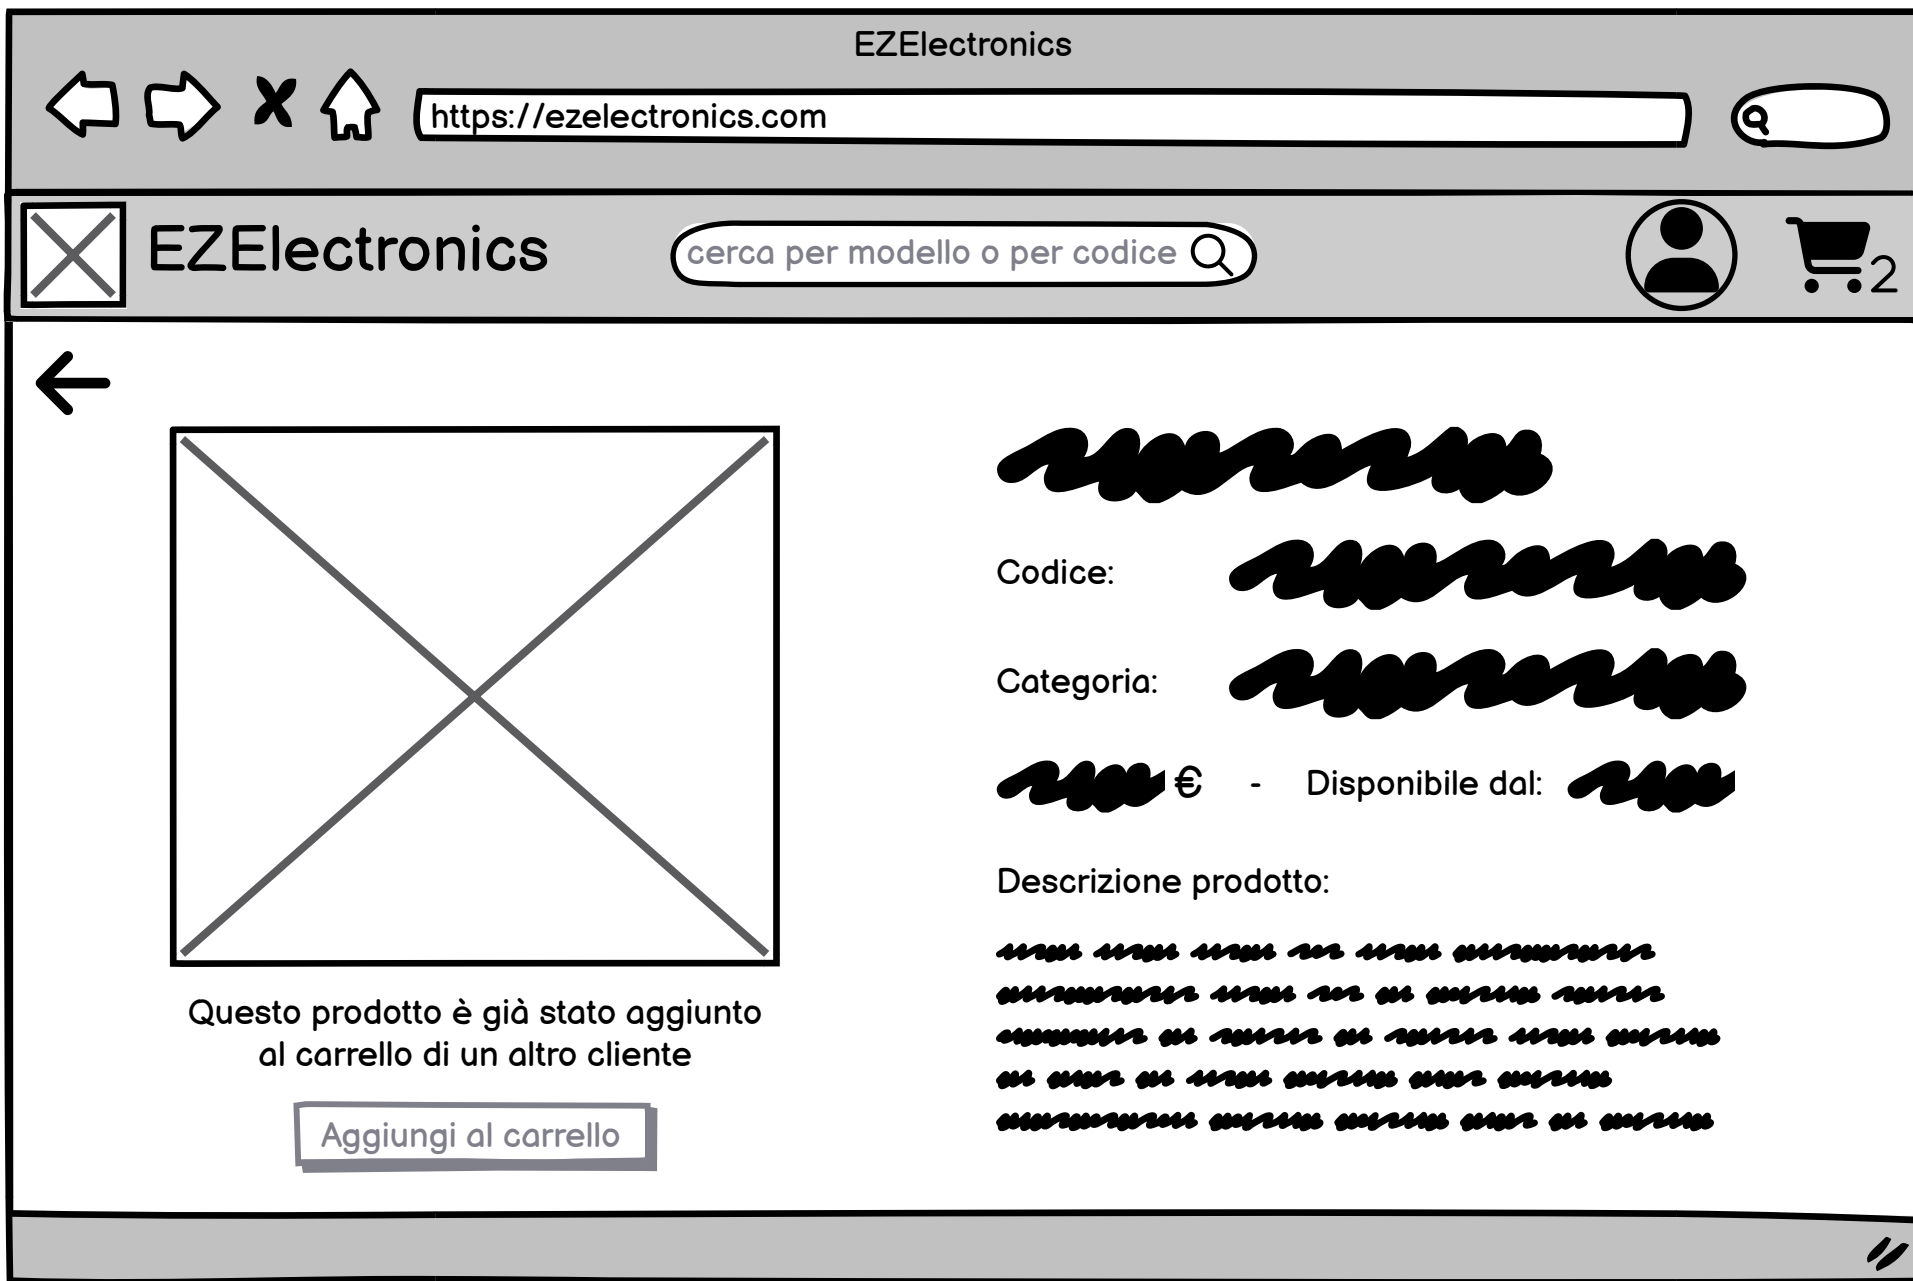 EZElectronics
https://ezelectronics.com
EZElectronics
cerca per modello o per codice
2
Codice:
Categoria:
€ - Disponibile dal:
Descrizione prodotto:
Questo prodotto è già stato aggiunto
al carrello di un altro cliente
Aggiungi al carrello